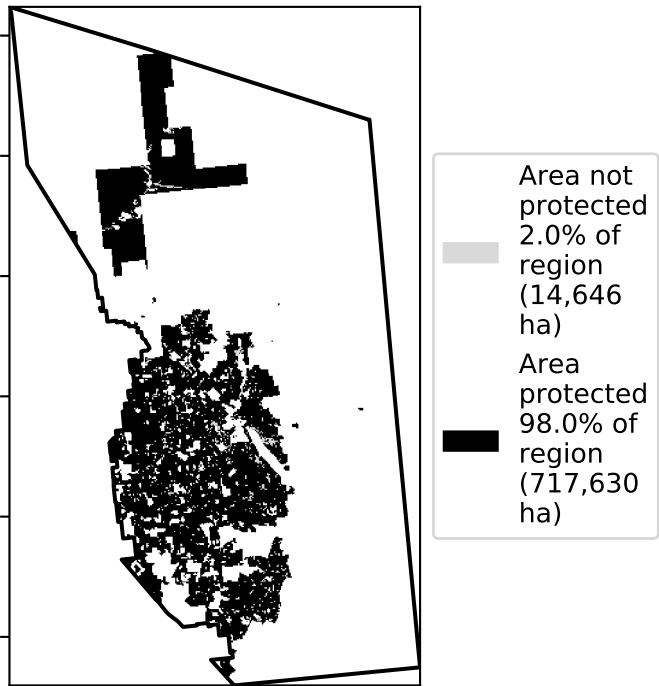 Area not
protected
2.0% of
region
(14,646
ha)
Area
protected
98.0% of
region
(717,630
ha)